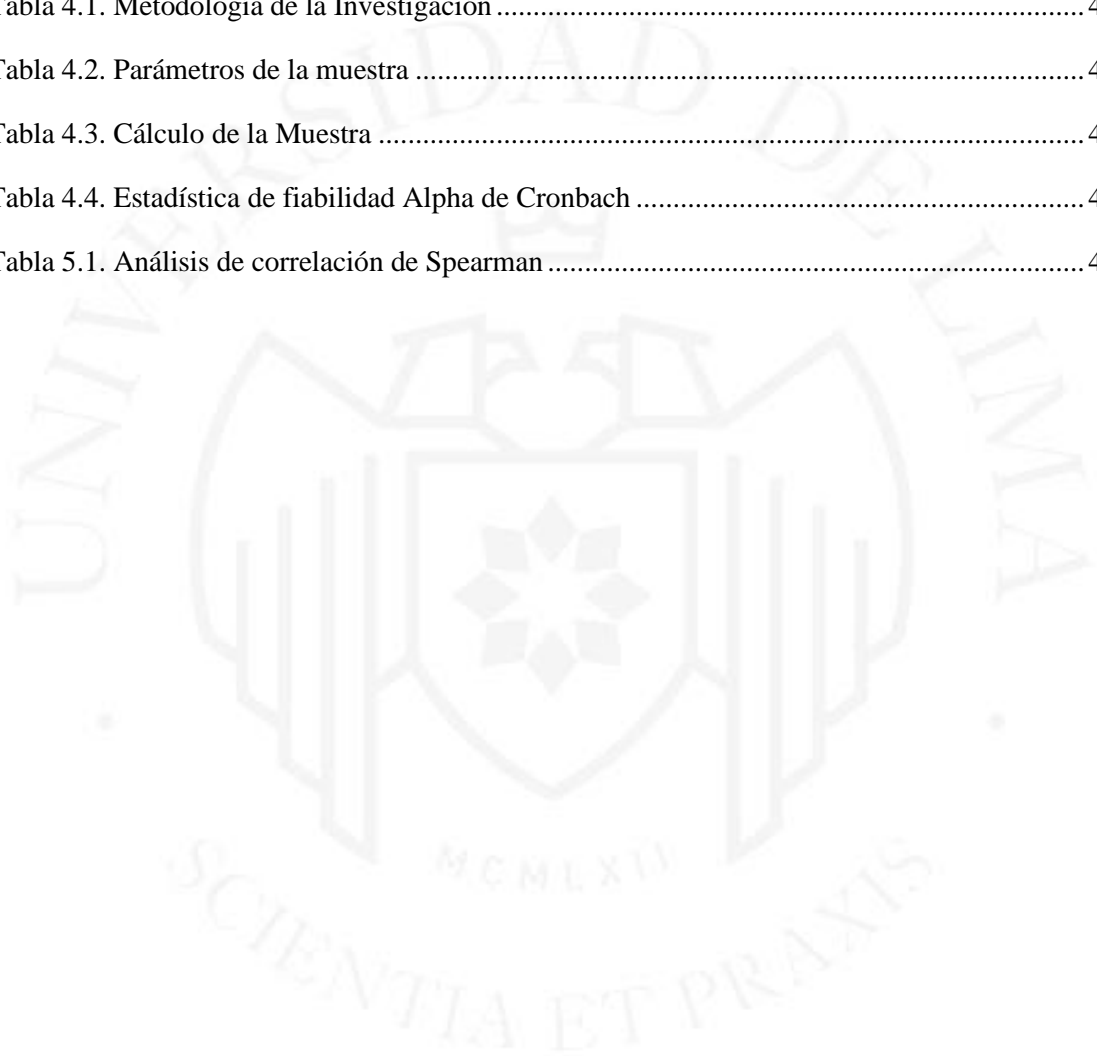 Tabla 4.1. Metodología de la Investigación ........................................................................................ 4
Tabla 4.2. Parámetros de la muestra .................................................................................................... 4
Tabla 4.3. Cálculo de la Muestra .......................................................................................................... 4
Tabla 4.4. Estadística de fiabilidad Alpha de Cronbach .................................................................... 4
Tabla 5.1. Análisis de correlación de Spearman ................................................................................ 4
UNIVERSIDAD DE LIMA
MCMLXII
SCIENTIA ET PRAXIS